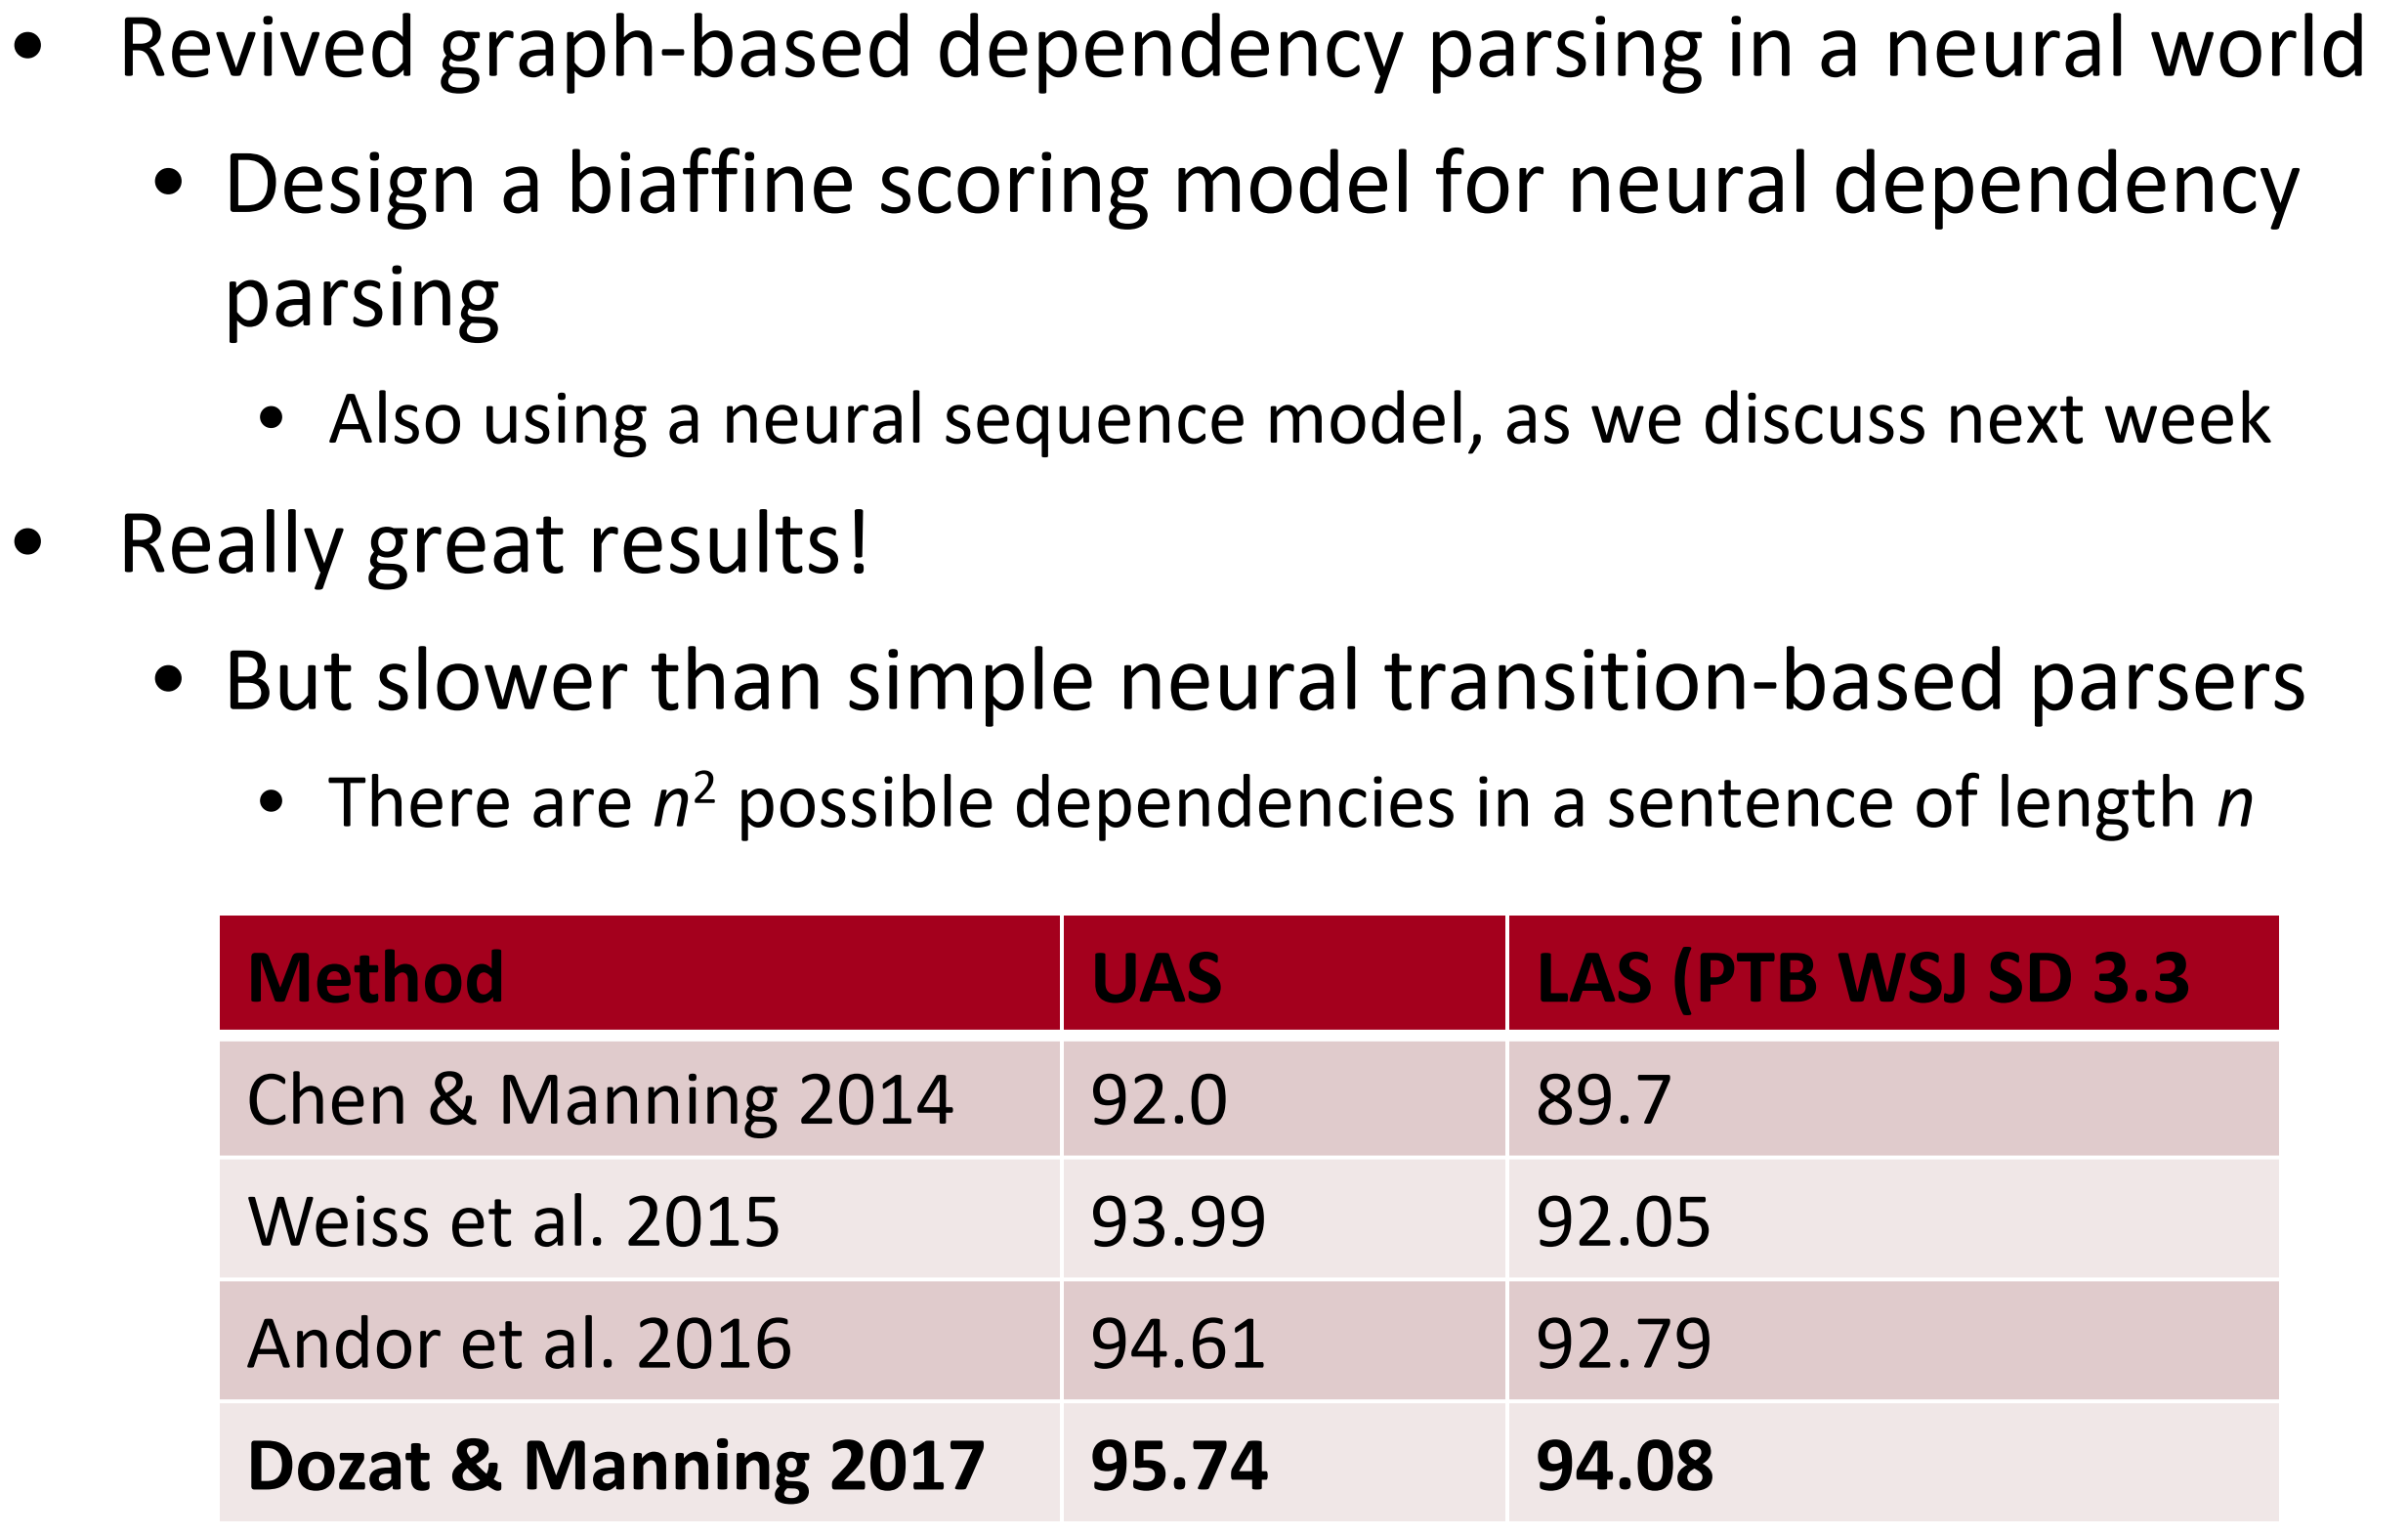 • Revived graph-based dependency parsing in a neural world
• Design a biaffine scoring model for neural dependency
parsing
• Also using a neural sequence model, as we discuss next week
• Really great results!
• But slower than simple neural transition-based parsers
• There are n² possible dependencies in a sentence of length n
Method UAS LAS (PTB WSJ SD 3.3
Chen & Manning 2014 92.0 89.7
Weiss et al. 2015 93.99 92.05
Andor et al. 2016 94.61 92.79
Dozat & Manning 2017 95.74 94.08